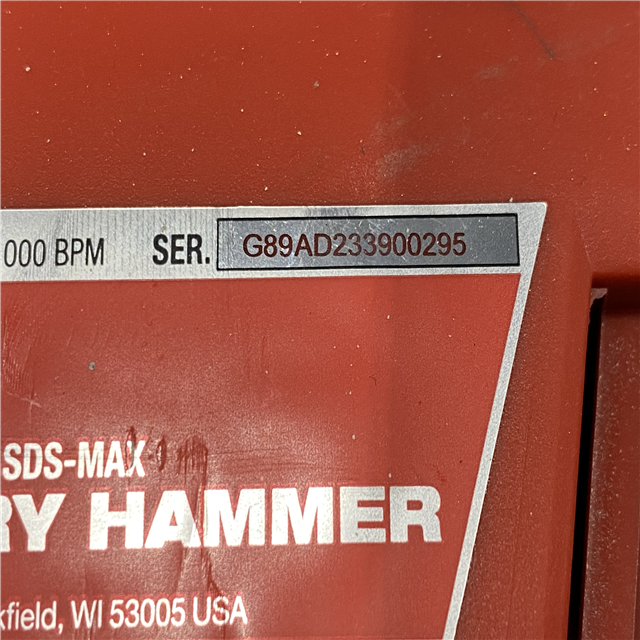 000 BPM SER. G89AD233900295
SDS-MAX
RY HAMMER
kfield, WI 53005 USA